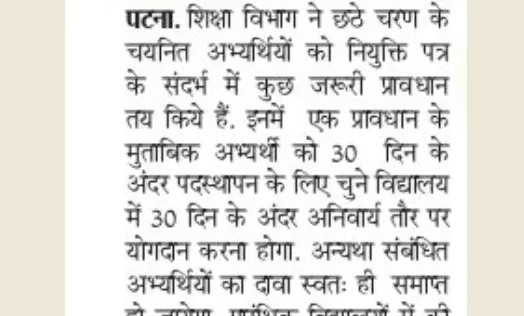 पटना. शिक्षा विभाग ने छठे चरण के
चयनित अभ्यर्थियों को नियुक्ति पत्र
के संदर्भ में कुछ जरूरी प्रावधान
तय किये हैं. इनमें एक प्रावधान के
मुताबिक अभ्यर्थी को 30 दिन के
अंदर पदस्थापन के लिए चुने विद्यालय
में 30 दिन के अंदर अनिवार्य तौर पर
योगदान करना होगा. अन्यथा संबंधित
अभ्यर्थियों का दावा स्वतः ही समाप्त